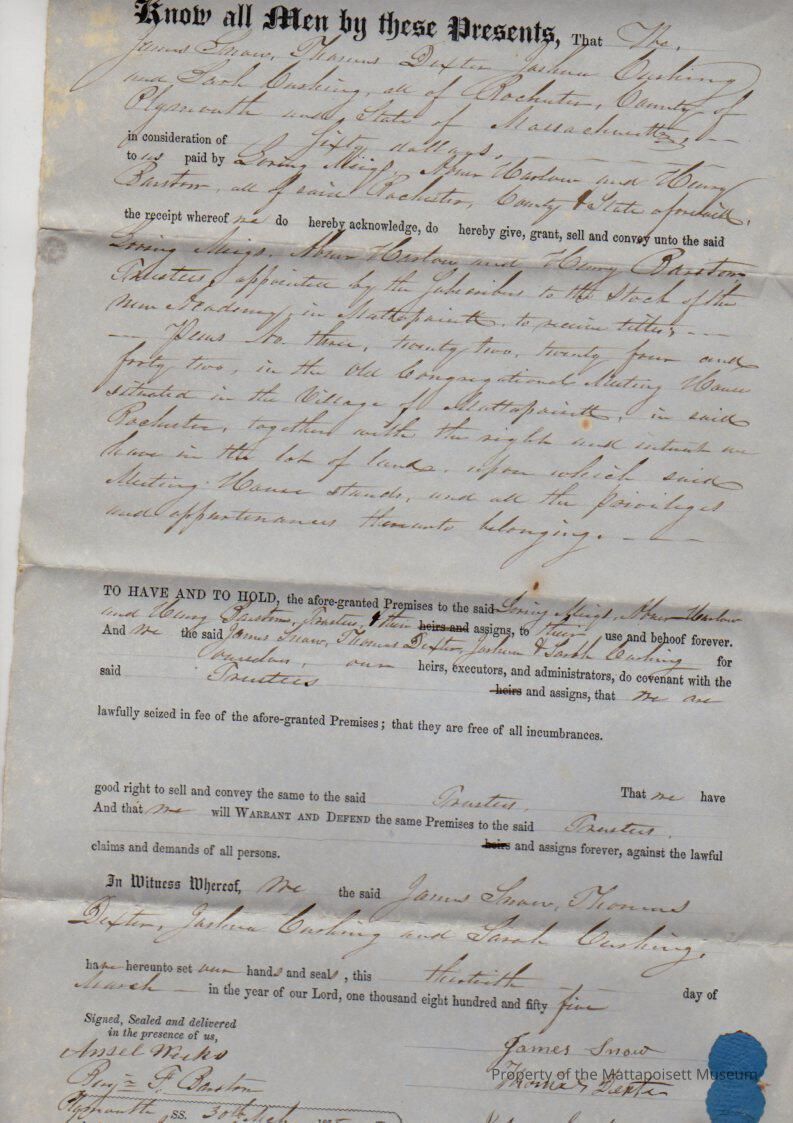 Know all Men by these Presents, That We,
James Snow, Thomas Dexter Joshua Cushing
and Sarh Cushing, all of Rochester, County of
Plymouth and State of Massachusetts
in consideration of sixty dollars,
to us paid by Loring Meigs, Abner Harlow and Henry
Barstow, all of said Rochester, County & State aforesaid,
the receipt whereof we do hereby acknowledge, do hereby give, grant, sell and convey unto the said
Loring Meigs, Abner Harlow and Henry Barstow
Trustees, appointed by the Subscribers to the Stock of the
new Academy, in Mattapoisett, to receive titles,
Pews No. three, twenty two, twenty four and
forty two, in the Old Congregational Meeting House
situated in the Village of Mattapoisett, in said
Rochester, together with the right and interest we
have in the lot of land, upon which said
Meeting House stands, and all the privileges
and appurtenances thereunto belonging.
TO HAVE AND TO HOLD, the afore-granted Premises to the said Loring Meigs, Abner Harlow
and Henry Barstow, Trustees, & their heirs and assigns, to their use and behoof forever.
And we the said James Snow, Thomas Dexter, Joshua & Sarah Cushing for
ourselves, our heirs, executors, and administrators, do covenant with the
said Trustees heirs and assigns, that we are
lawfully seized in fee of the afore-granted Premises; that they are free of all incumbrances.
That we have
good right to sell and convey the same to the said Trustees,
And that we will WARRANT AND DEFEND the same Premises to the said Trustees,
heirs and assigns forever, against the lawful
claims and demands of all persons.
In Witness Whereof, We the said James Snow, Thomas
Dexter, Joshua Cushing and Sarah Cushing,
have hereunto set our hands and seals, this thirtieth day of
March in the year of our Lord, one thousand eight hundred and fifty five
Signed, Sealed and delivered
in the presence of us,
Ansel Weeks
James Snow
Benj= F. Barstow
Thomas Dexter
Property of the Mattapoisett Museum
Plymouth ss. 30th